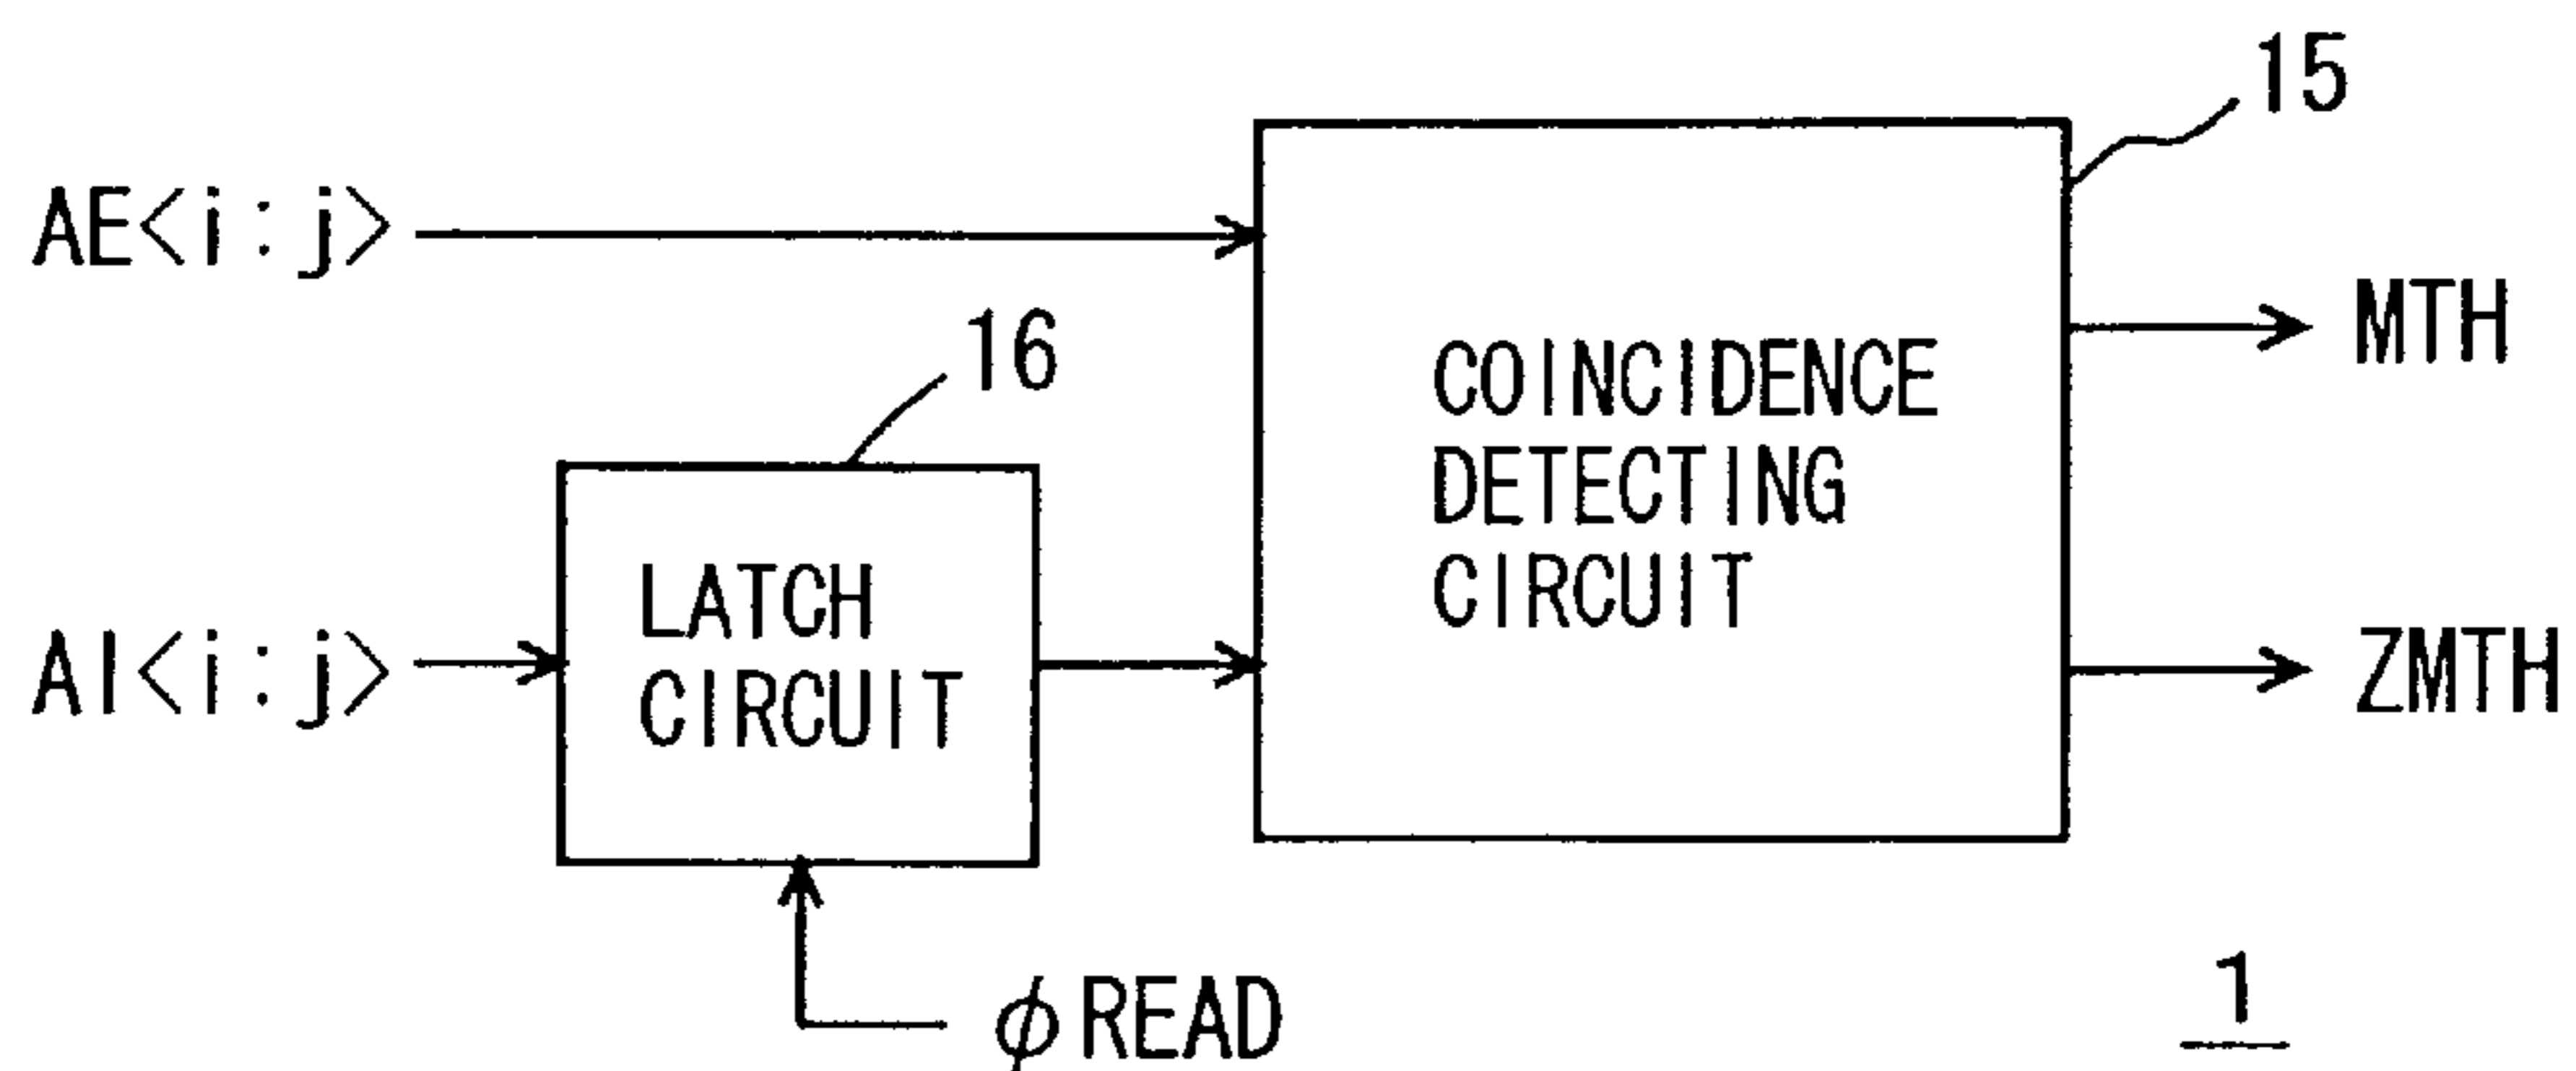 15
AE<i:j>
MTH
16
COINCIDENCE
DETECTING
CIRCUIT
LATCH
CIRCUIT
AI<i:j>
ZMTH
φREAD
1